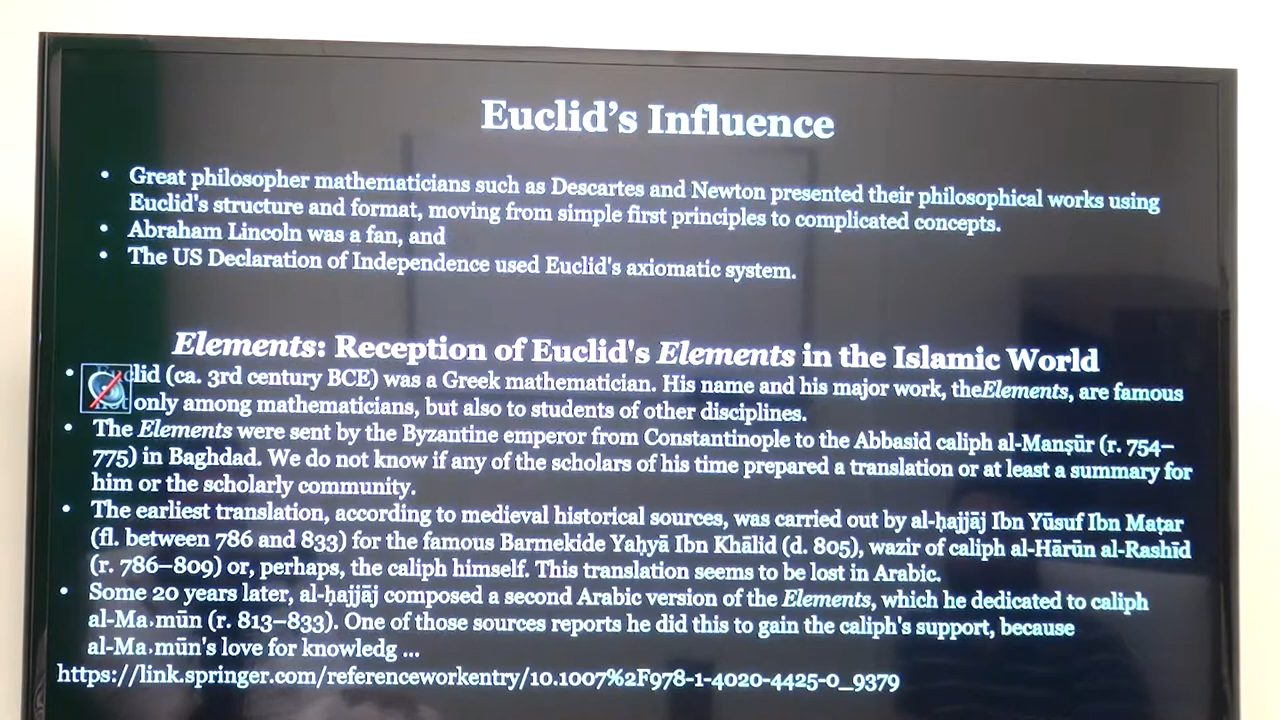 Euclid’s Influence
• Great philosopher mathematicians such as Descartes and Newton presented their philosophical works using
Euclid's structure and format, moving from simple first principles to complicated concepts.
• Abraham Lincoln was a fan, and
• The US Declaration of Independence used Euclid's axiomatic system.
Elements: Reception of Euclid's Elements in the Islamic World
• Euclid (ca. 3rd century BCE) was a Greek mathematician. His name and his major work, theElements, are famous
not only among mathematicians, but also to students of other disciplines.
• The Elements were sent by the Byzantine emperor from Constantinople to the Abbasid caliph al-Manṣūr (r. 754–
775) in Baghdad. We do not know if any of the scholars of his time prepared a translation or at least a summary for
him or the scholarly community.
• The earliest translation, according to medieval historical sources, was carried out by al-ḥajjāj Ibn Yūsuf Ibn Maṭar
(fl. between 786 and 833) for the famous Barmekide Yaḥyā Ibn Khālid (d. 805), wazir of caliph al-Hārūn al-Rashīd
(r. 786–809) or, perhaps, the caliph himself. This translation seems to be lost in Arabic.
• Some 20 years later, al-ḥajjāj composed a second Arabic version of the Elements, which he dedicated to caliph
al-Ma˒mūn (r. 813–833). One of those sources reports he did this to gain the caliph's support, because
al-Ma˒mūn's love for knowledg ...
https://link.springer.com/referenceworkentry/10.1007%2F978-1-4020-4425-0_9379